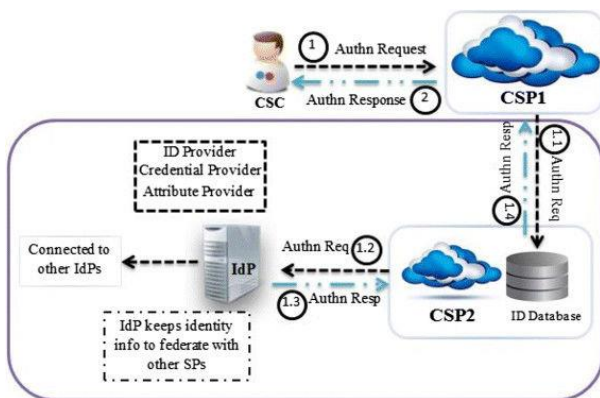 1
Authn Request
CSC
Authn Response
2
CSP1
Authn Resp
1.1
Authn Req
1.4
ID Provider
Credential Provider
Attribute Provider
Connected to
other IdPs
IdP
Authn Req
1.2
1.3
Authn Resp
CSP2
ID Database
IdP keeps identity
info to federate with
other SPs